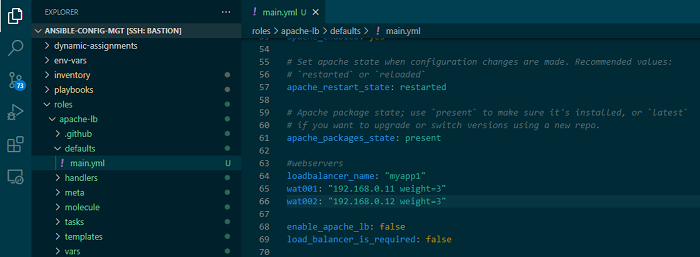 EXPLORER
ANSIBLE-CONFIG-MGT [SSH: BASTION]
dynamic-assignments
env-vars
inventory
playbooks
roles
apache-lb
.github
defaults
! main.yml U
handlers
meta
molecule
tasks
templates
vars
73
! main.yml U
roles > apache-lb > defaults > ! main.yml
53 apache_enabled: yes
54
55 # Set apache state when configuration changes are made. Recommended values:
56 # `restarted` or `reloaded`
57 apache_restart_state: restarted
58
59 # Apache package state; use `present` to make sure it's installed, or `latest`
60 # if you want to upgrade or switch versions using a new repo.
61 apache_packages_state: present
62
63 #webservers
64 loadbalancer_name: "myapp1"
65 wat001: "192.168.0.11 weight=3"
66 wat002: "192.168.0.12 weight=3"
67
68 enable_apache_lb: false
69 load_balancer_is_required: false
70